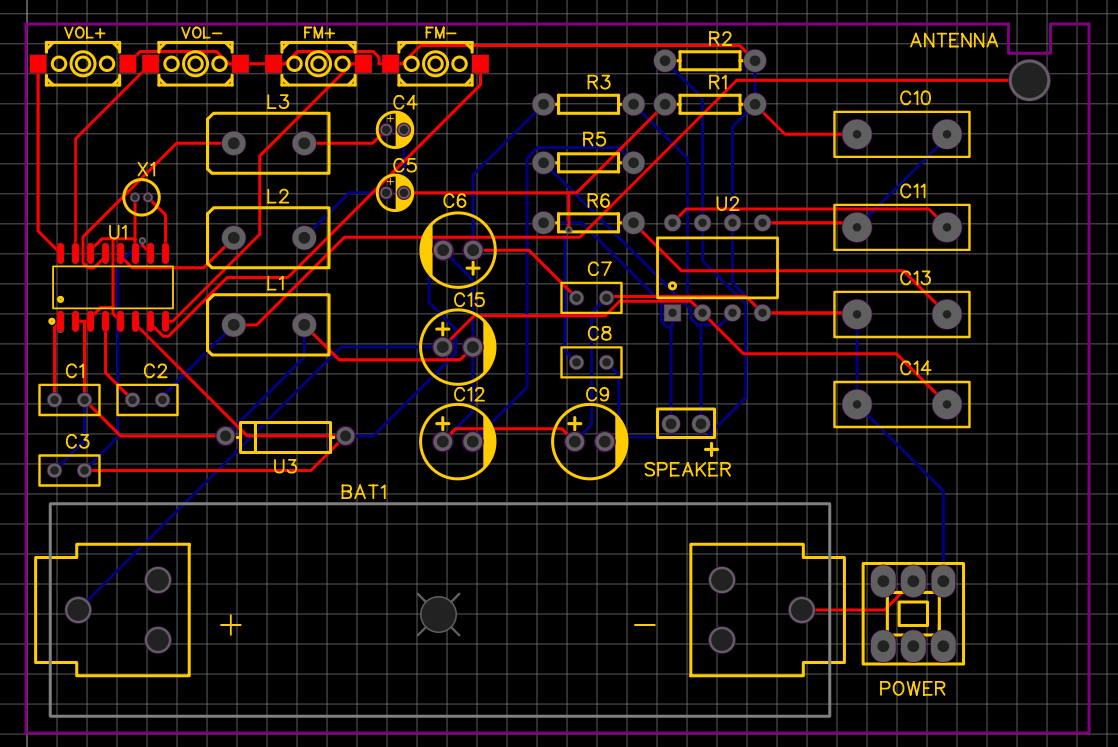 VOL+ VOL- FM+ FM- R2 ANTENNA
L3 C4 R3 R1 C10
X1 C5 R5
L2 C6 R6 U2 C11
U1
L1 C15 C7 C13
C8
C1 C2 C12 C9 C14
C3 U3 SPEAKER +
BAT1
+ −
POWER